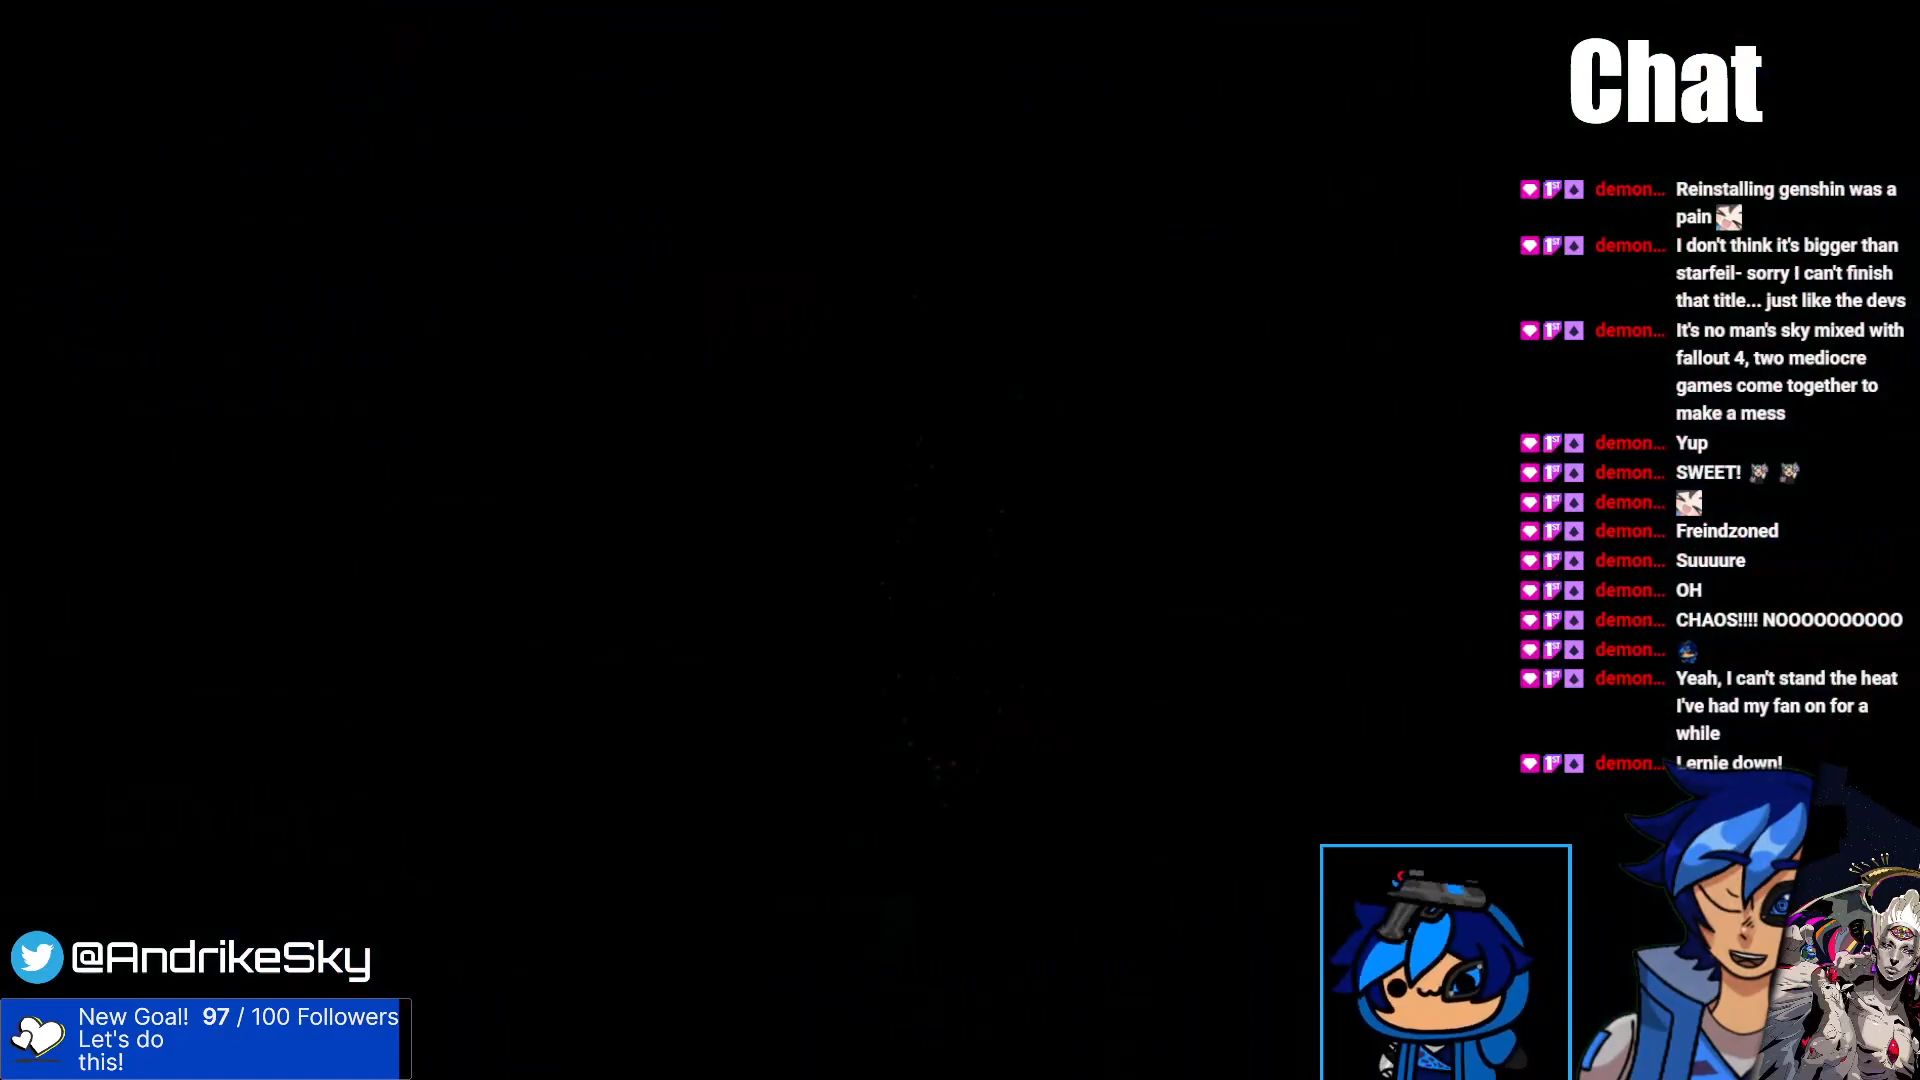 Chat
demon... Reinstalling genshin was a
pain
demon... I don't think it's bigger than
starfeil- sorry I can't finish
that title... just like the devs
demon... It's no man's sky mixed with
fallout 4, two mediocre
games come together to
make a mess
demon... Yup
demon... SWEET!
demon...
demon... Freindzoned
demon... Suuuure
demon... OH
demon... CHAOS!!!! NOOOOOOOOOO
demon...
demon... Yeah, I can't stand the heat
I've had my fan on for a
while
demon... Lernie down!
@AndrikeSky
New Goal! 97 / 100 Followers
Let's do
this!